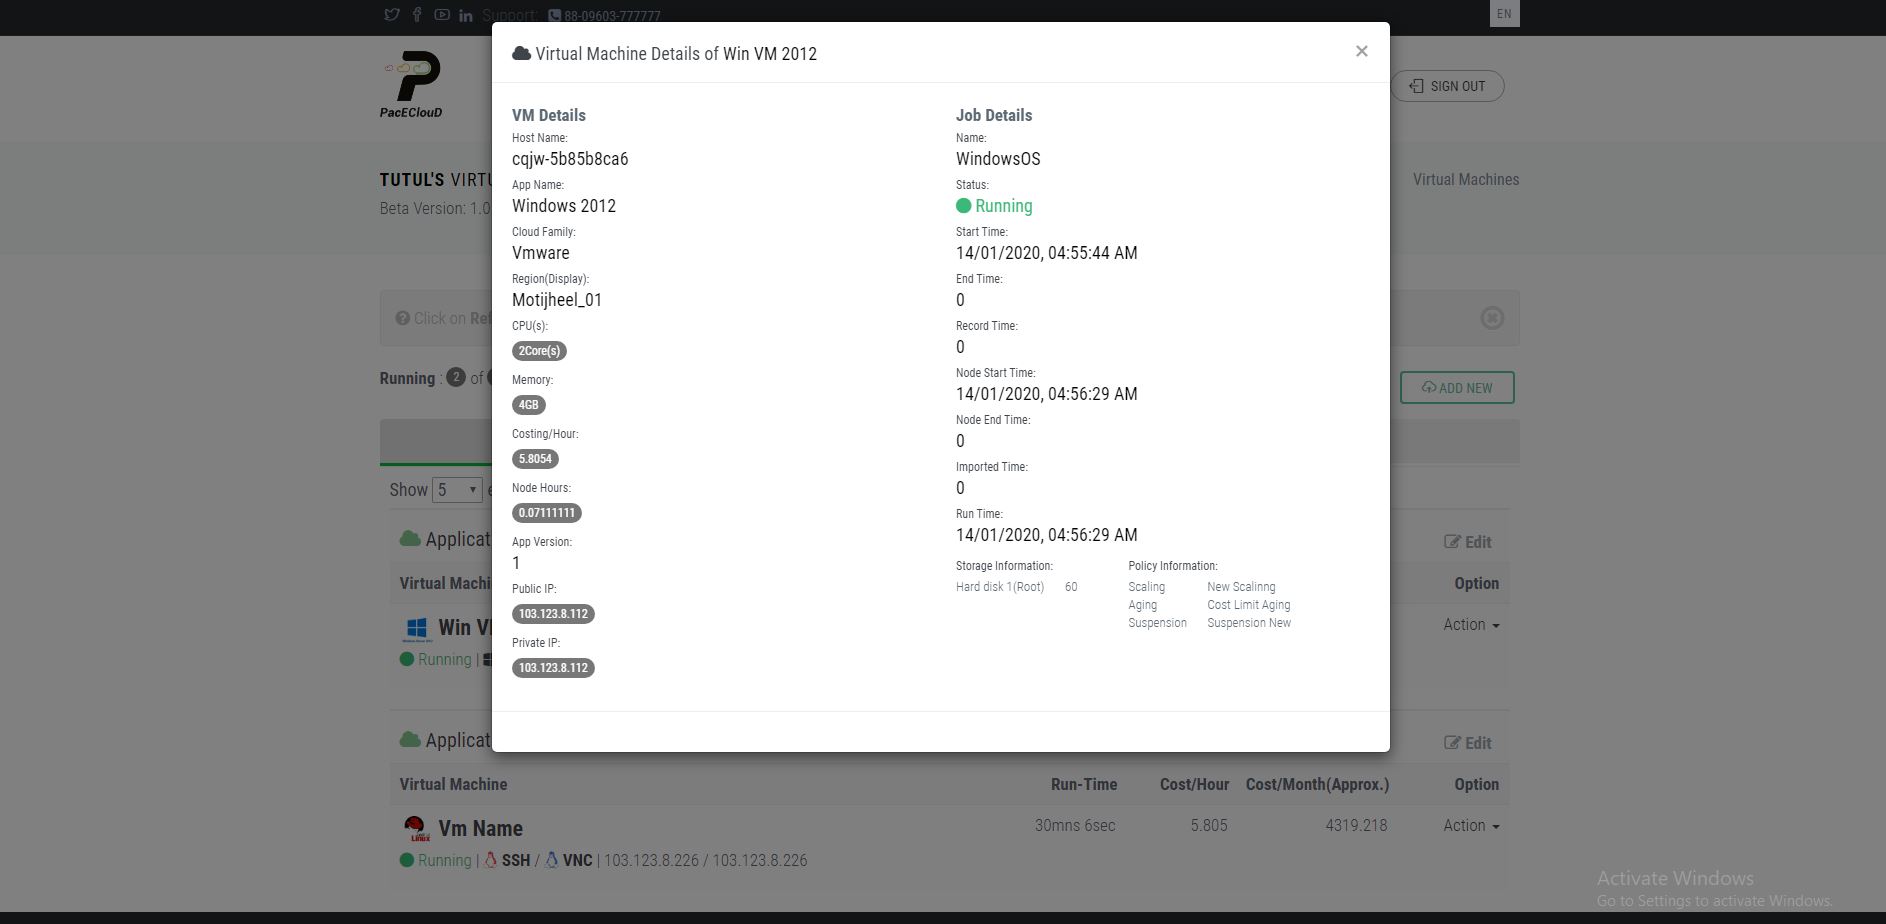 Support: 88-09603-777777
EN
Virtual Machine Details of Win VM 2012 ×
PacECloud
SIGN OUT
TUTUL'S
Beta Version: 1.0
Virtual Machines
Click on
Running : 2 of
ADD NEW
Show 5
VM Details
Host Name:
cqjw-5b85b8ca6
App Name:
Windows 2012
Cloud Family:
Vmware
Region(Display):
Motijheel_01
CPU(s):
2Core(s)
Memory:
4GB
Costing/Hour:
5.8054
Node Hours:
0.07111111
App Version:
1
Public IP:
103.123.8.112
Private IP:
103.123.8.112
Job Details
Name:
WindowsOS
Status:
Running
Start Time:
14/01/2020, 04:55:44 AM
End Time:
0
Record Time:
0
Node Start Time:
14/01/2020, 04:56:29 AM
Node End Time:
0
Imported Time:
0
Run Time:
14/01/2020, 04:56:29 AM
Storage Information:
Hard disk 1(Root) 60
Policy Information:
Scaling New Scalinng
Aging Cost Limit Aging
Suspension Suspension New
Edit
Option
Win
Action
Running |
Edit
Virtual Machine Run-Time Cost/Hour Cost/Month(Approx.) Option
Vm Name 30mns 6sec 5.805 4319.218 Action
Running | SSH / VNC | 103.123.8.226 / 103.123.8.226
Activate Windows
Go to Settings to activate Windows.